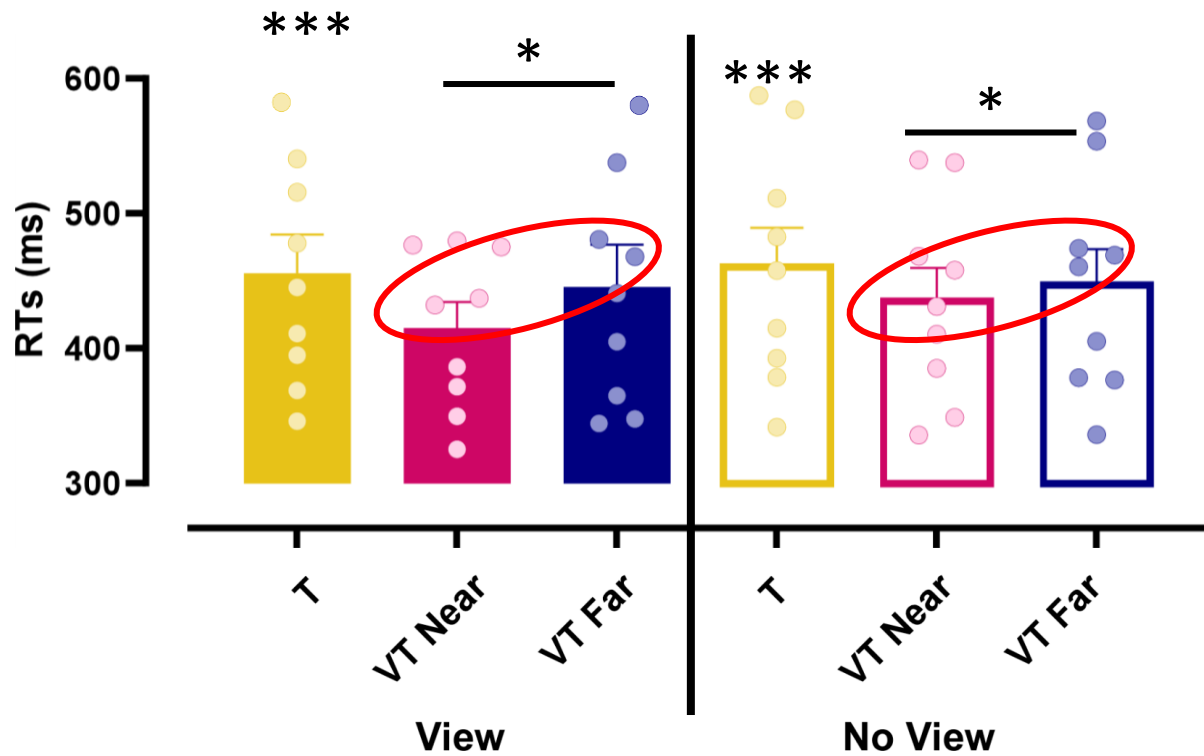 ***
*
***
*
600
500
400
300
RTs (ms)
T
VT Near
VT Far
T
VT Near
VT Far
View
No View